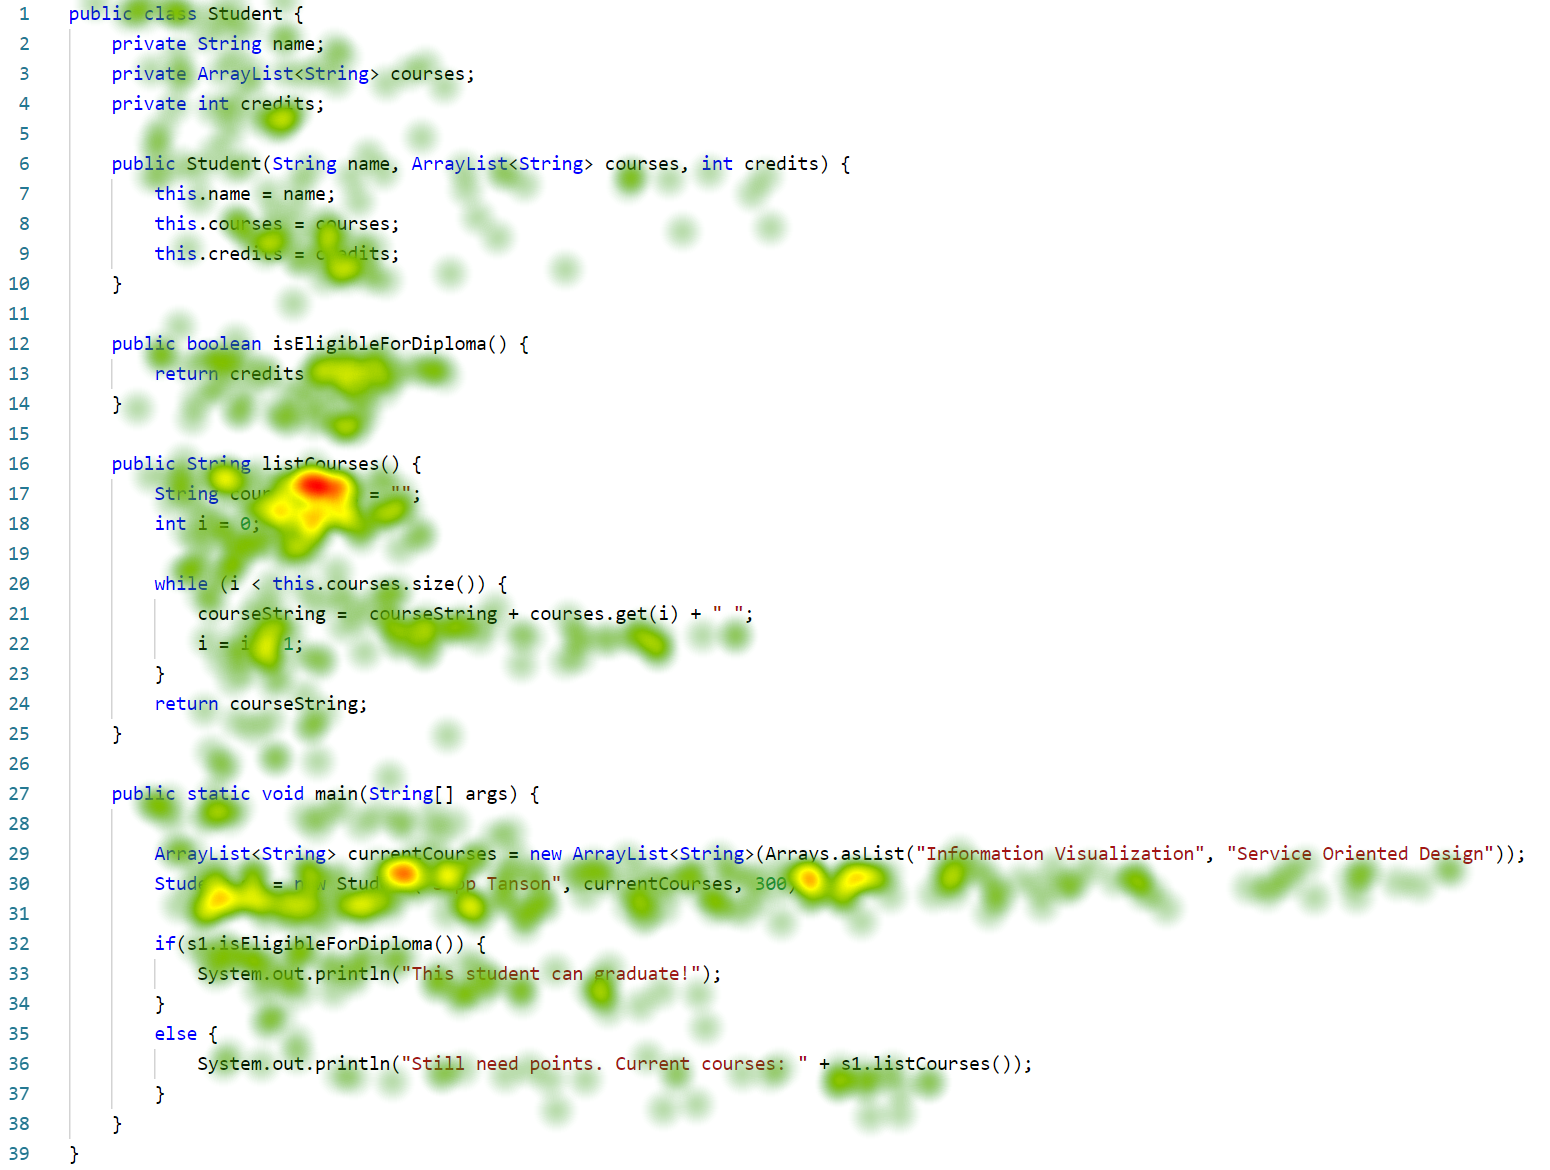 1 public class Student {
2 private String name;
3 private ArrayList<String> courses;
4 private int credits;
5
6 public Student(String name, ArrayList<String> courses, int credits) {
7 this.name = name;
8 this.courses = courses;
9 this.credits = credits;
10 }
11
12 public boolean isEligibleForDiploma() {
13 return credits
14 }
15
16 public String listCourses() {
17 String = "";
18 int i = 0;
19
20 while (i < this.courses.size()) {
21 courseString = courseString + courses.get(i) + " ";
22 i = i 1;
23 }
24 return courseString;
25 }
26
27 public static void main(String[] args) {
28
29 ArrayList<String> currentCourses = new ArrayList<String>(Arrays.asList("Information Visualization", "Service Oriented Design"));
30 = new Tanson", currentCourses, 300
31
32 if(s1.isEligibleForDiploma()) {
33 System.out.println("This student can graduate!");
34 }
35 else {
36 System.out.println("Still need points. Current courses: " + s1.listCourses());
37 }
38 }
39 }